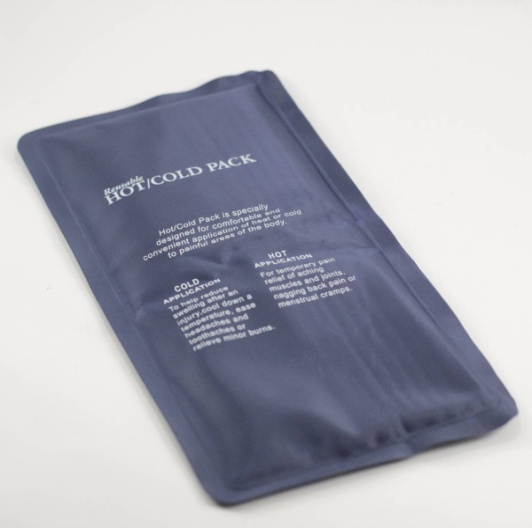 Reusable
HOT/COLD PACK
Hot/Cold Pack is specially
designed for comfortable and
convenient application of heat or cold
to painful areas of the body.
COLD
APPLICATION
To help reduce
swelling after an
injury,cool down a
temperature, ease
headaches and
toothaches or
relieve minor burns.
HOT
APPLICATION
For temporary pain
relief of aching
muscles and joints,
nagging back pain or
menstrual cramps.